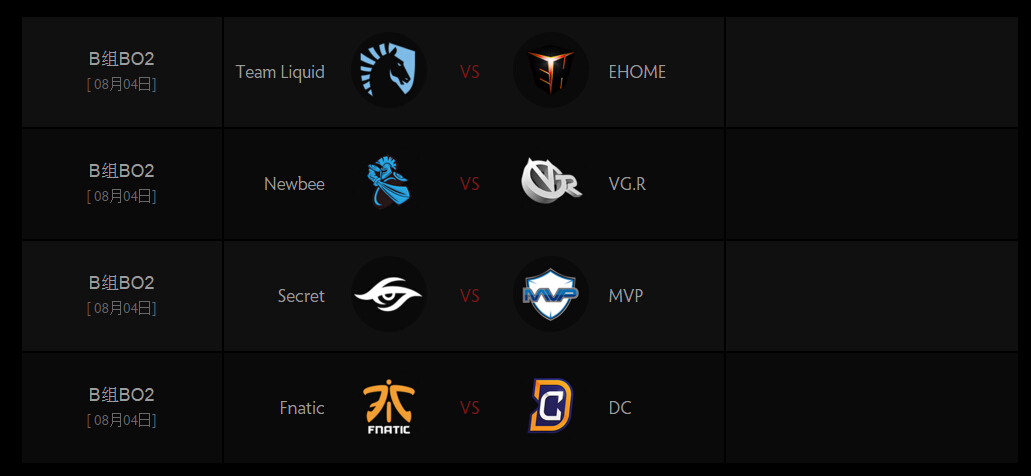 B组BO2
[ 08月04日]
Team Liquid VS EHOME
B组BO2
[ 08月04日]
Newbee VS VG.R
B组BO2
[ 08月04日]
Secret VS MVP MVP
B组BO2
[ 08月04日]
Fnatic FNATIC VS DC DC